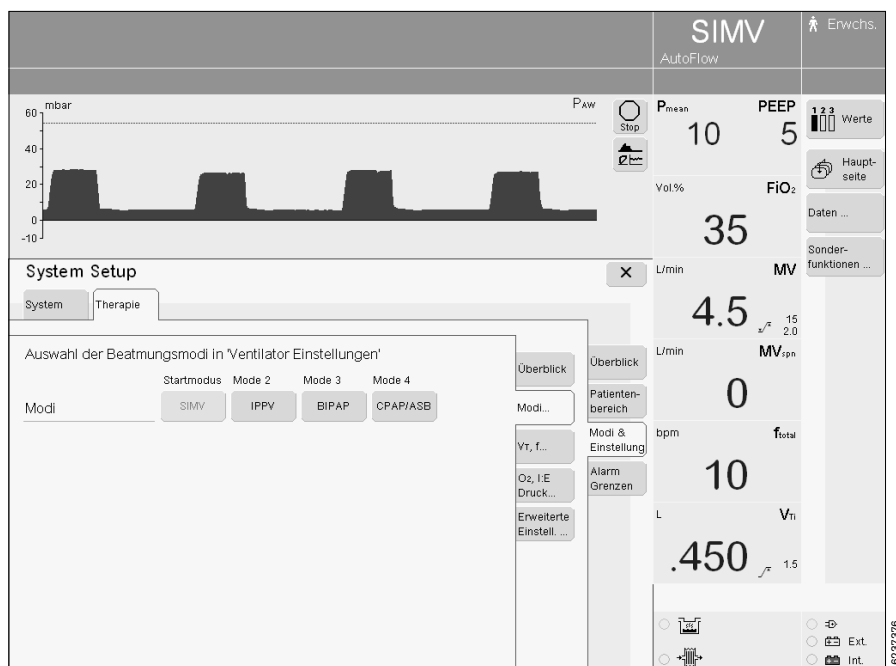 SIMV
AutoFlow
Erwchs.
mbar
PAW
60
40
20
0
-10
Stop
Pmean PEEP
10 5
Vol.% FiO₂
35
L/min MV
4.5 15
2.0
L/min MVspn
0
bpm ftotal
10
L VTi
.450 1.5
1 2 3
Werte
Haupt-
seite
Daten ...
Sonder-
funktionen ...
System Setup
System Therapie
Auswahl der Beatmungsmodi in 'Ventilator Einstellungen'
Startmodus Mode 2 Mode 3 Mode 4
Modi SIMV IPPV BIPAP CPAP/ASB
Überblick
Modi...
VT, f...
O₂, I:E
Druck...
Erweiterte
Einstell. ...
Überblick
Patienten-
bereich
Modi &
Einstellung
Alarm
Grenzen
Ext.
Int.